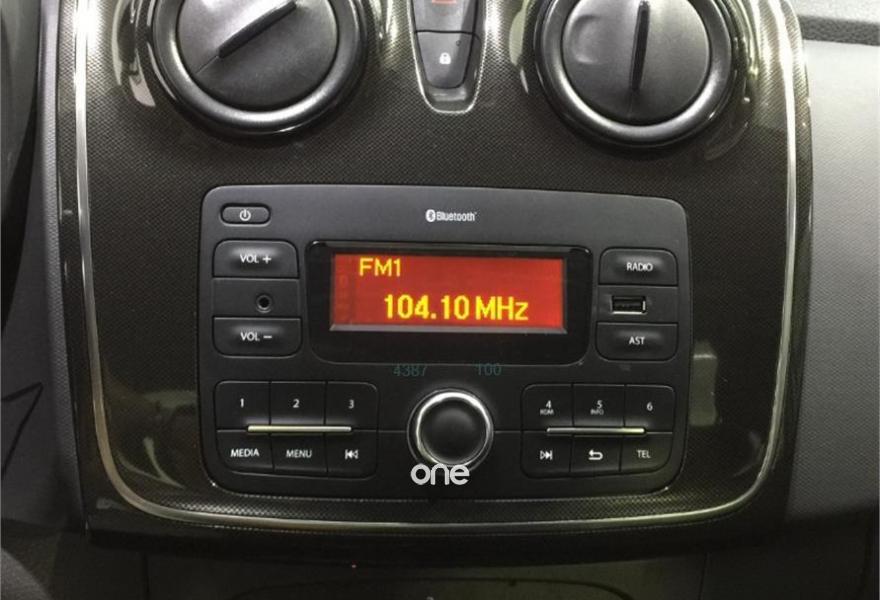 Bluetooth
VOL +
RADIO
FM1
104.10 MHz
VOL −
AST
4387 100
1 2 3
4 5 6
RDM INFO
MEDIA MENU
TEL
one